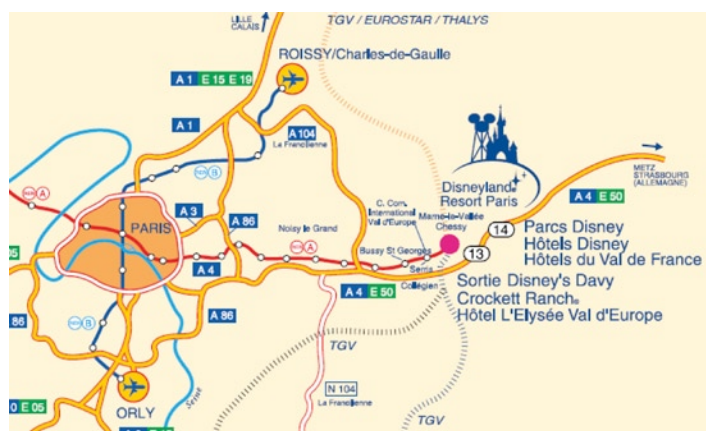 LILLE
CALAIS
TGV / EUROSTAR / THALYS
ROISSY/Charles-de-Gaulle
A 1 E 15 E 19
A 1
A 104
La Francilienne
METZ
STRASBOURG
(ALLEMAGNE)
RER B
Disneyland
Resort Paris
A 4 E 50
RER A
C. Com.
International
Val d'Europe
Marne-la-Vallée
Chessy
A 3
A 86
Noisy le Grand
PARIS
RER A
Bussy St Georges
14
Parcs Disney
Hôtels Disney
Hôtels du Val de France
13
05
A 4
Serris
Collégien
A 4 E 50
Sortie Disney's Davy
Crockett Ranch®
Hôtel L'Elysée Val d'Europe
86
RER B
A 86
TGV
N 104
La Francilienne
ORLY
Seine
0 E 05
TGV